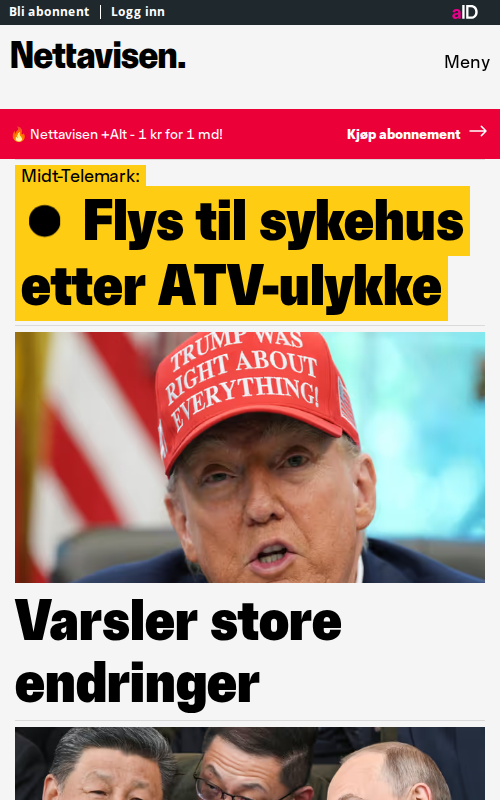 Bli abonnent | Logg inn
aID
Nettavisen.
Meny
🔥 Nettavisen +Alt - 1 kr for 1 md!
Kjøp abonnement →
Midt-Telemark:
● Flys til sykehus
etter ATV-ulykke
TRUMP WAS
RIGHT ABOUT
EVERYTHING!
Varsler store
endringer